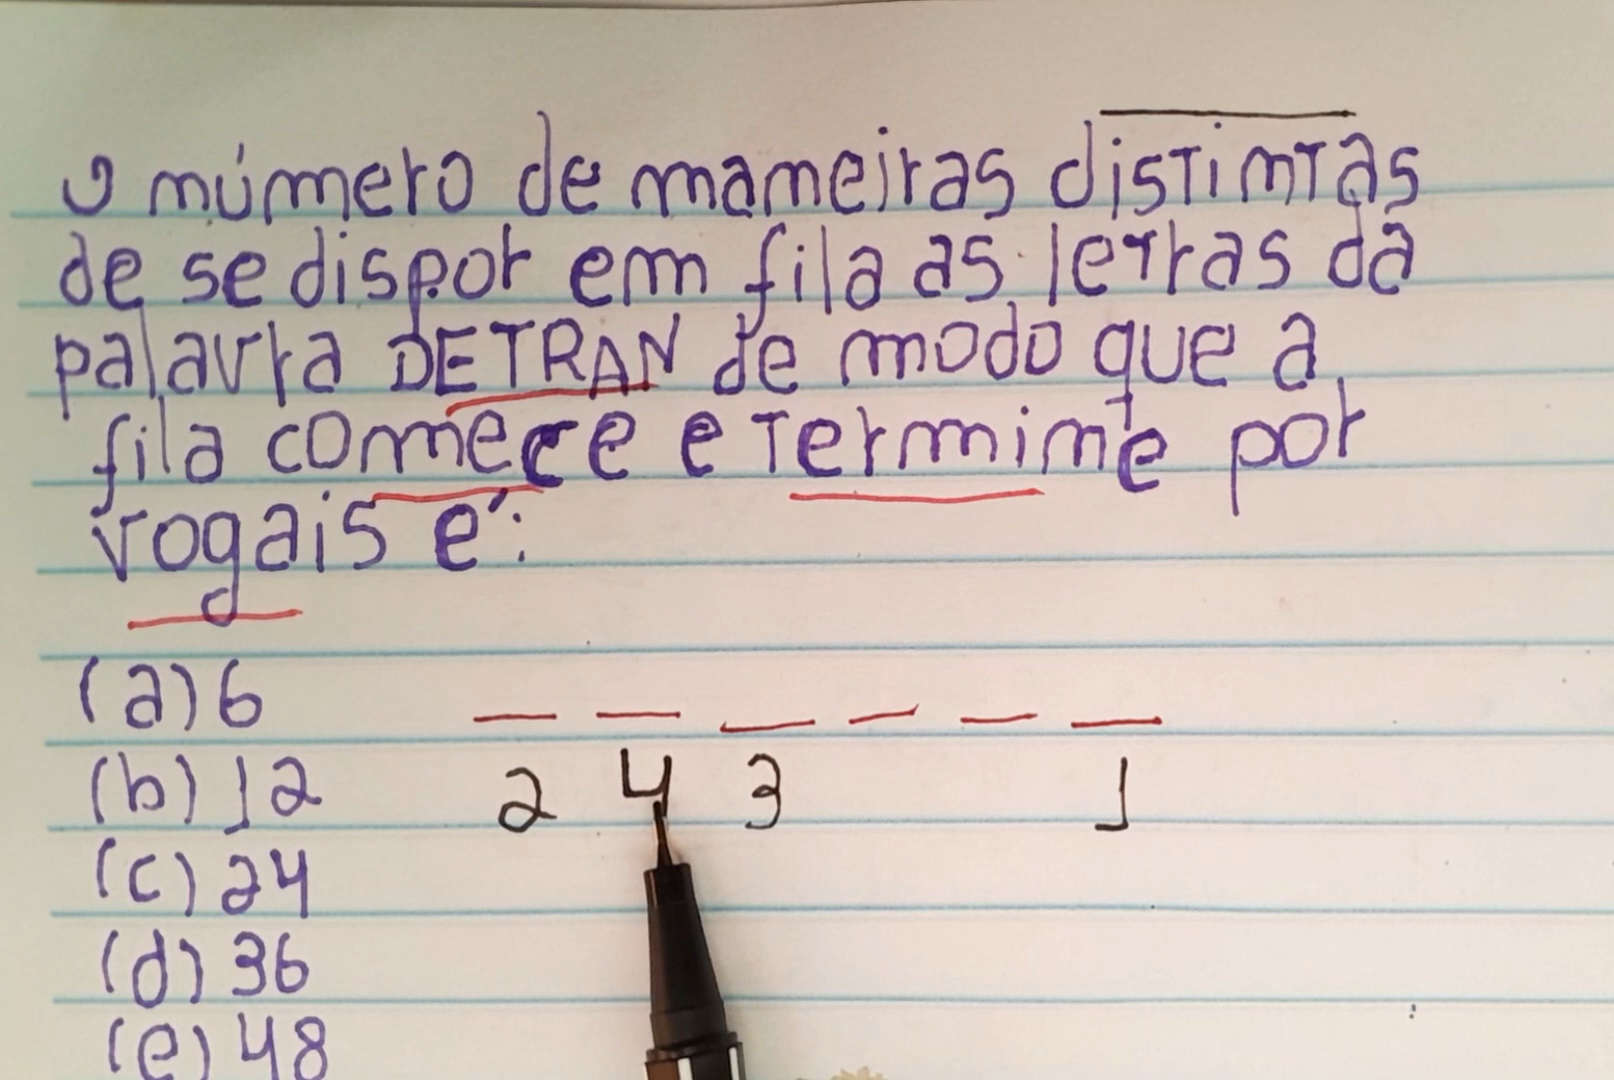 O número de maneiras distintas
de se dispor em fila as letras da
palavra DETRAN de modo que a
fila comece e termine por
vogais é:
(a) 6
(b) 12
2 4 3 1
(c) 24
(d) 36
(e) 48